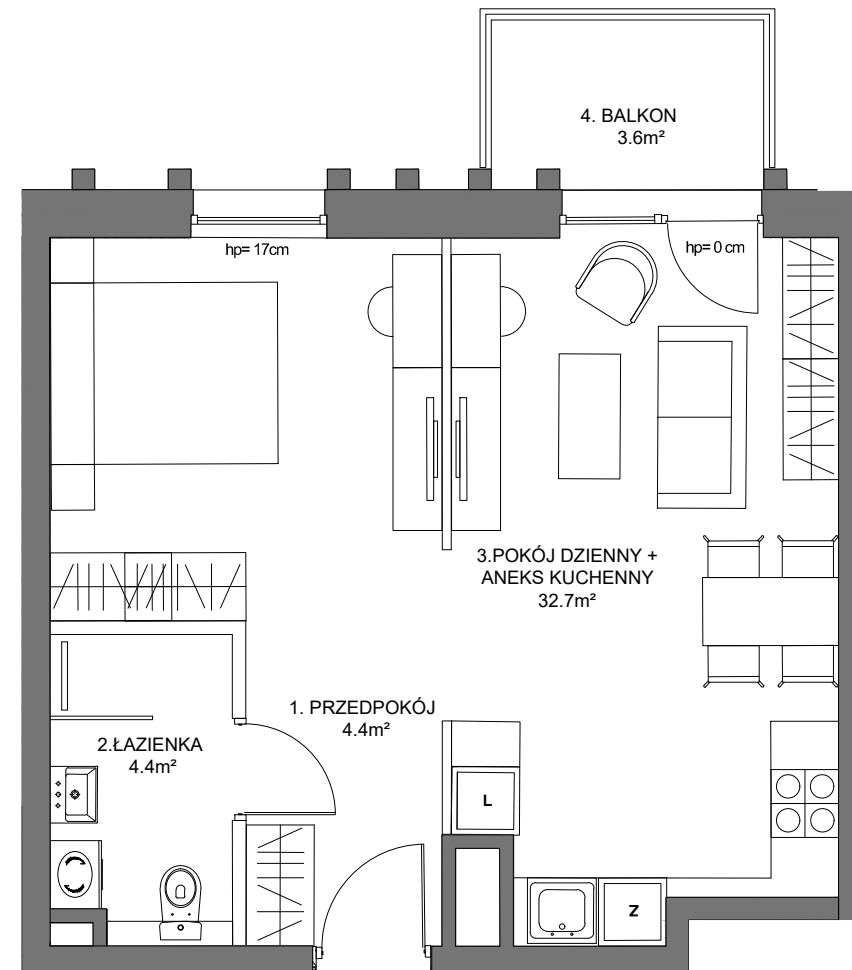 4. BALKON
3.6m²
hp= 17cm
hp= 0 cm
3.POKÓJ DZIENNY +
ANEKS KUCHENNY
32.7m²
1. PRZEDPOKÓJ
4.4m²
2.ŁAZIENKA
4.4m²
L
Z